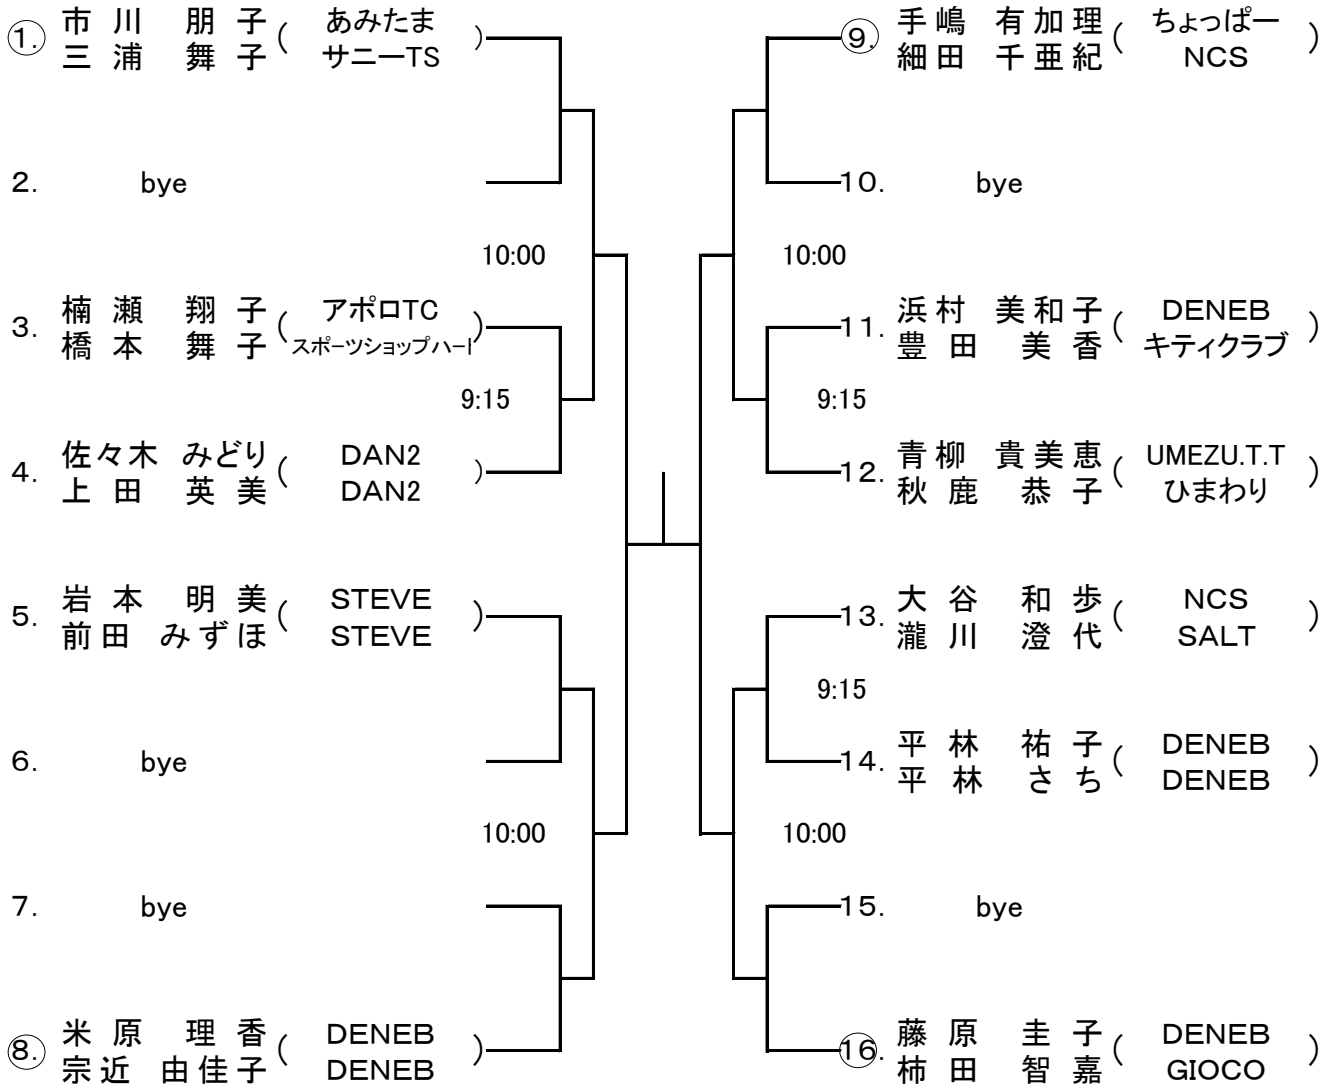 ①. 市川 朋子 ( あみたま )
三浦 舞子 サニーTS
2. bye
10:00
3. 楠瀬 翔子 ( アポロTC )
橋本 舞子 スポーツショップハート
9:15
4. 佐々木 みどり ( DAN2 )
上田 英美 DAN2
5. 岩本 明美 ( STEVE )
前田 みずほ STEVE
6. bye
10:00
7. bye
⑧. 米原 理香 ( DENEB )
宗近 由佳子 DENEB
⑨. 手嶋 有加理 ( ちょっぱー )
細田 千亜紀 NCS
10. bye
10:00
11. 浜村 美和子 ( DENEB )
豊田 美香 キティクラブ
9:15
12. 青柳 貴美恵 ( UMEZU.T.T )
秋鹿 恭子 ひまわり
13. 大谷 和歩 ( NCS )
瀧川 澄代 SALT
9:15
14. 平林 祐子 ( DENEB )
平林 さち DENEB
10:00
15. bye
⑯. 藤原 圭子 ( DENEB )
柿田 智嘉 GIOCO